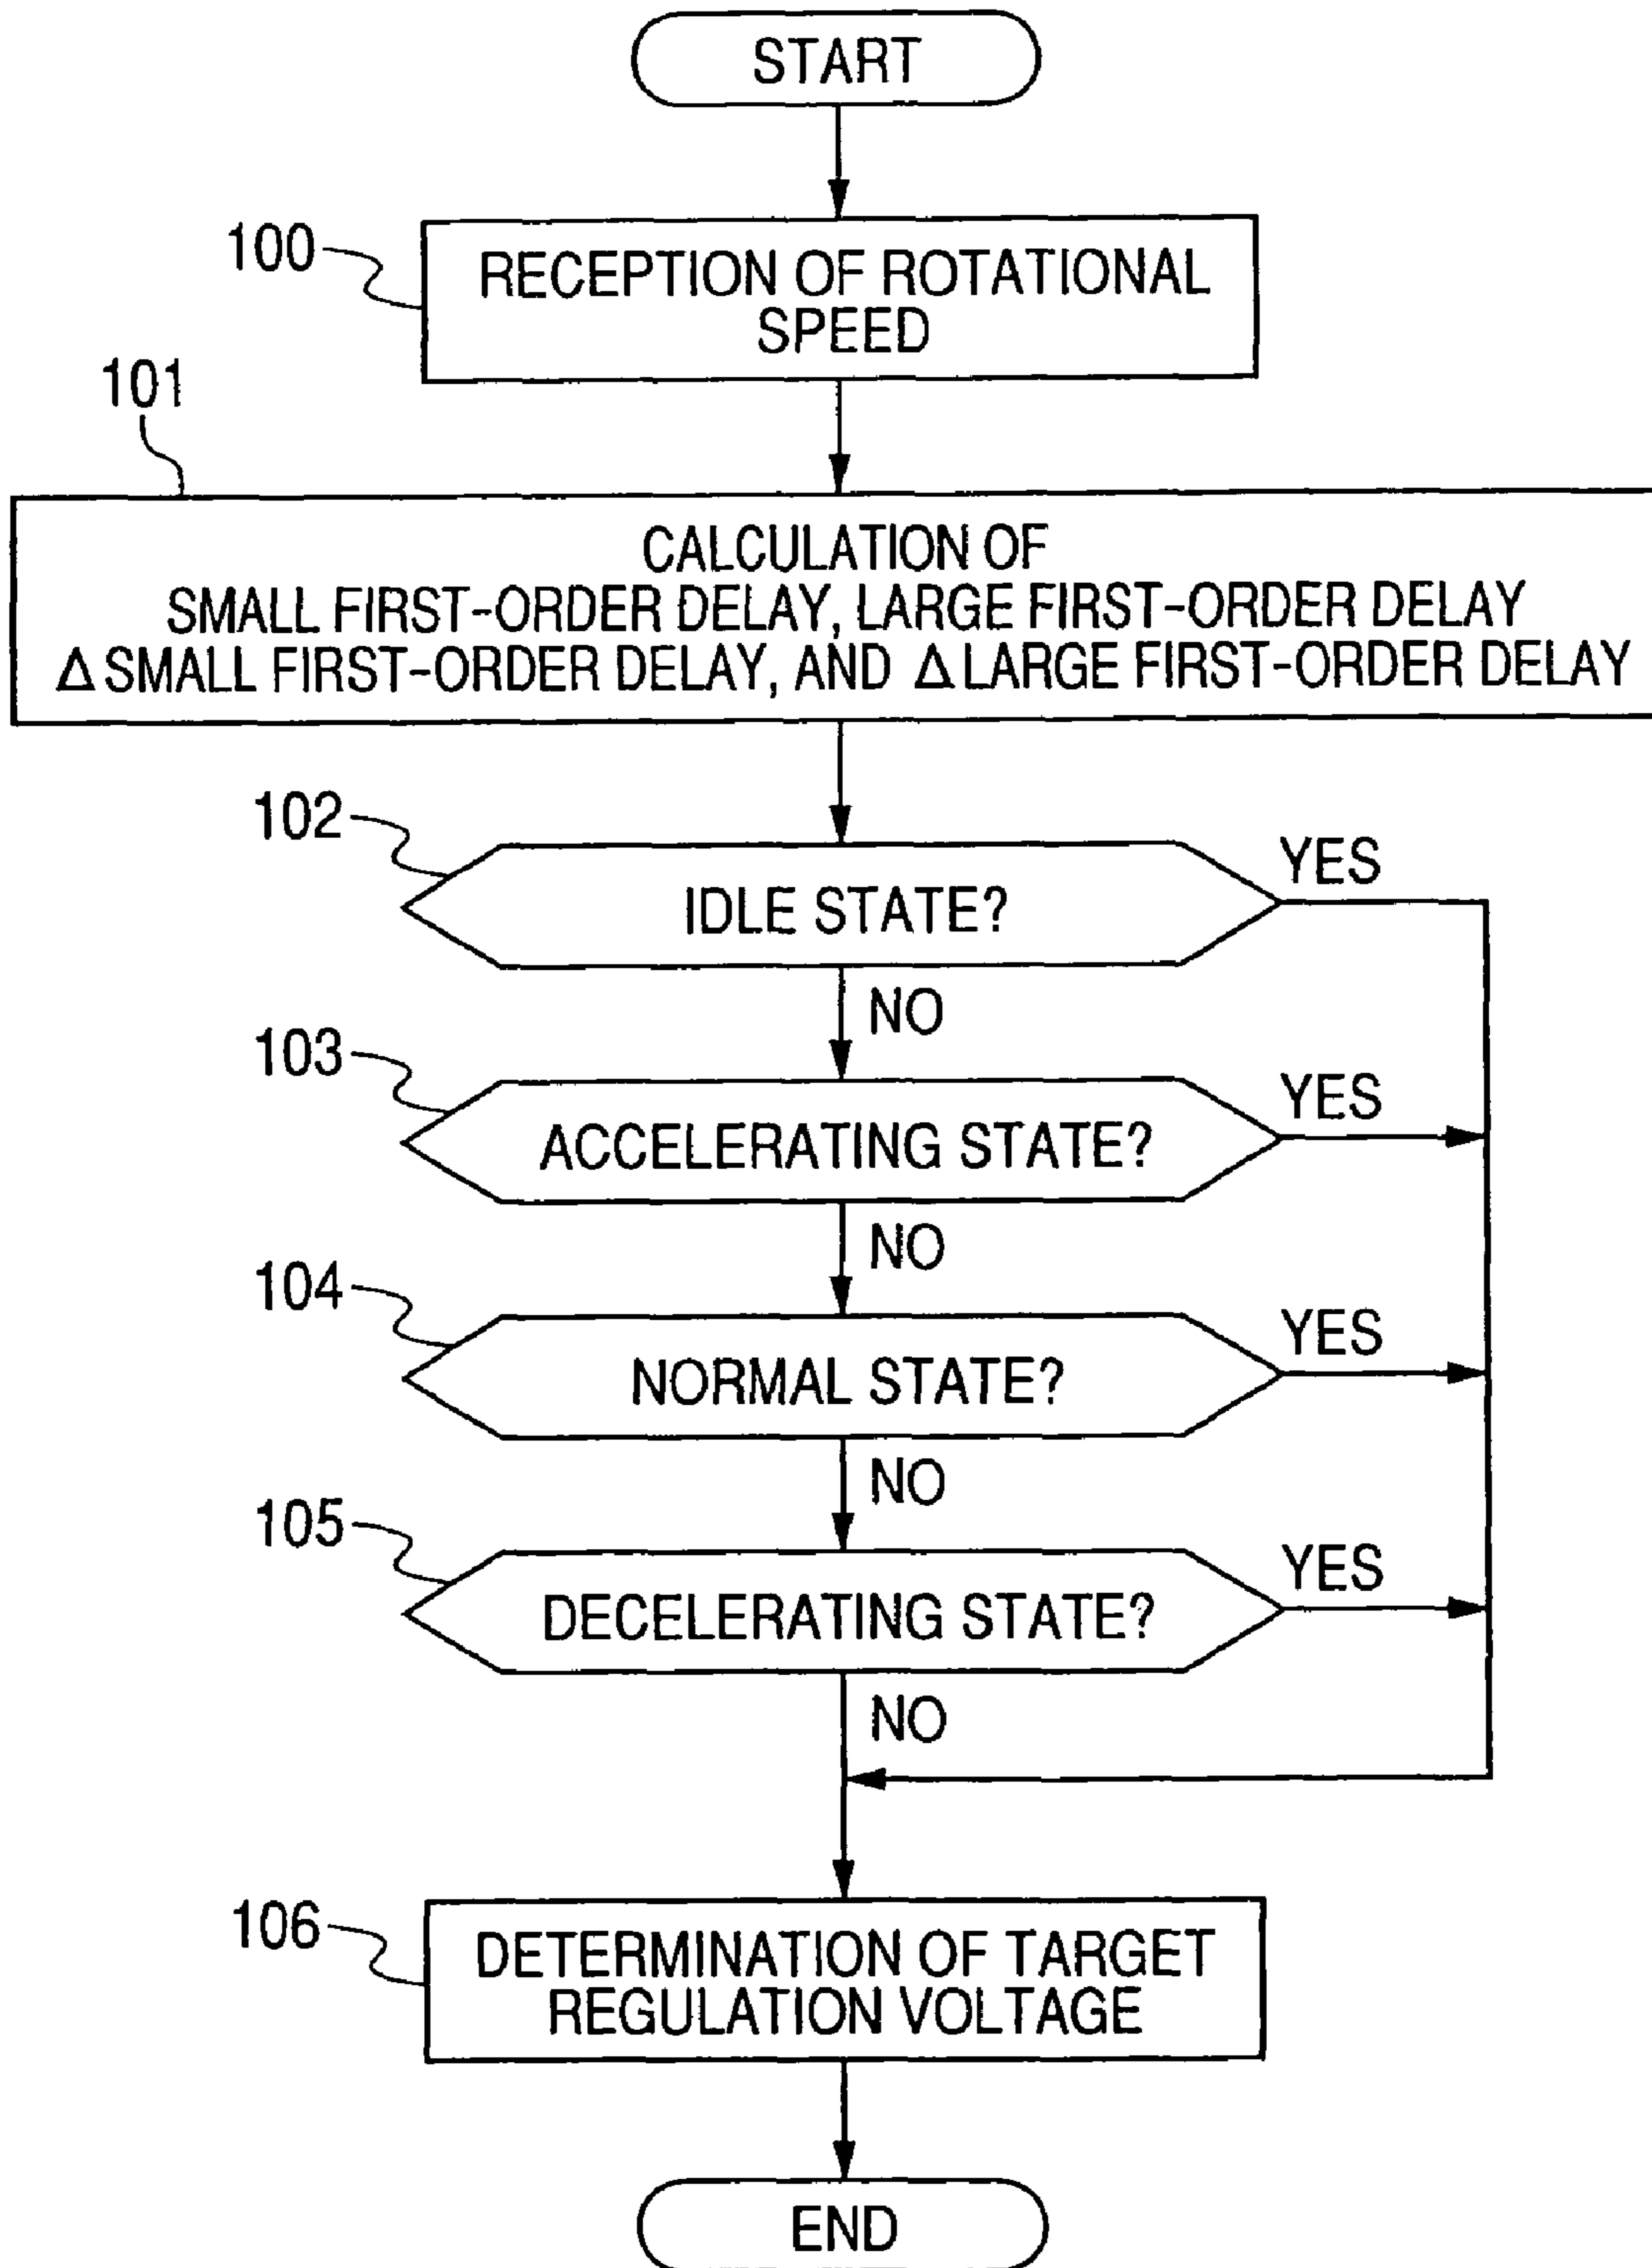 START
100
RECEPTION OF ROTATIONAL
SPEED
101
CALCULATION OF
SMALL FIRST-ORDER DELAY, LARGE FIRST-ORDER DELAY
Δ SMALL FIRST-ORDER DELAY, AND Δ LARGE FIRST-ORDER DELAY
102
IDLE STATE?
YES
NO
103
ACCELERATING STATE?
YES
NO
104
NORMAL STATE?
YES
NO
105
DECELERATING STATE?
YES
NO
106
DETERMINATION OF TARGET
REGULATION VOLTAGE
END